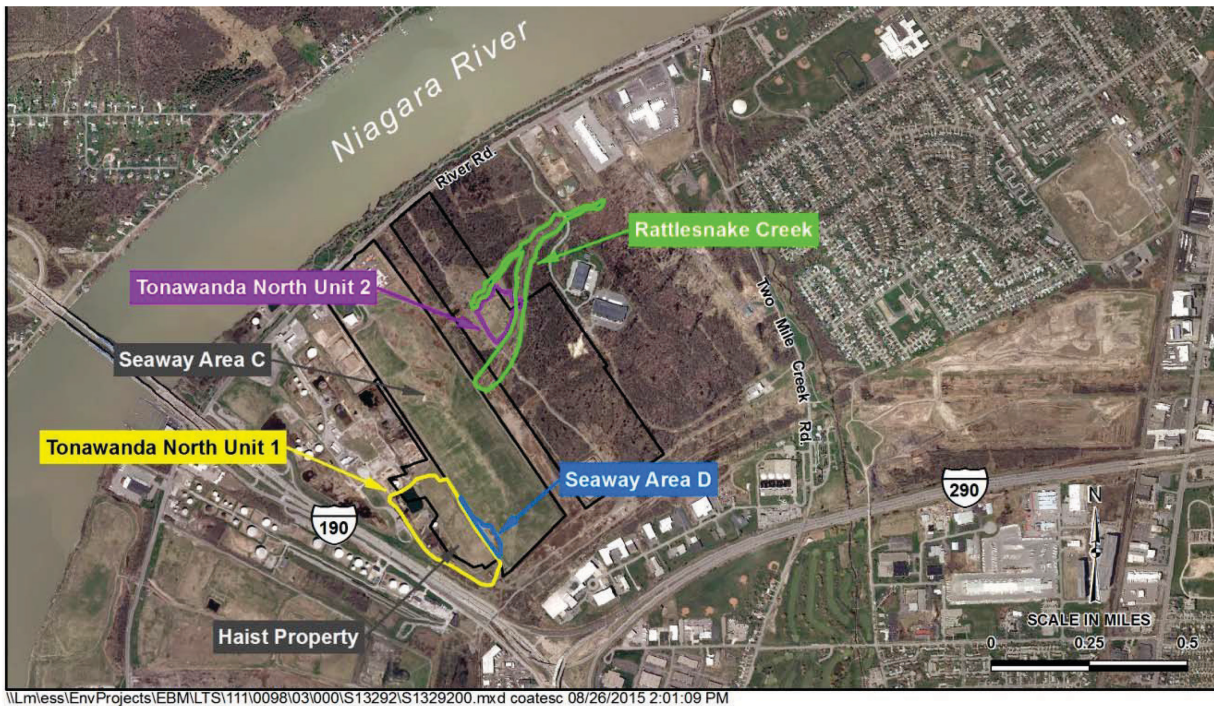 Niagara River
River Rd.
Rattlesnake Creek
Tonawanda North Unit 2
Two Mile Creek Rd.
Seaway Area C
Tonawanda North Unit 1
Seaway Area D
290
190
N
Haist Property
SCALE IN MILES
0 0.25 0.5
\\Lm\ess\EnvProjects\EBM\LTS\111\0098\03\000\S13292\S1329200.mxd coatesc 08/26/2015 2:01:09 PM